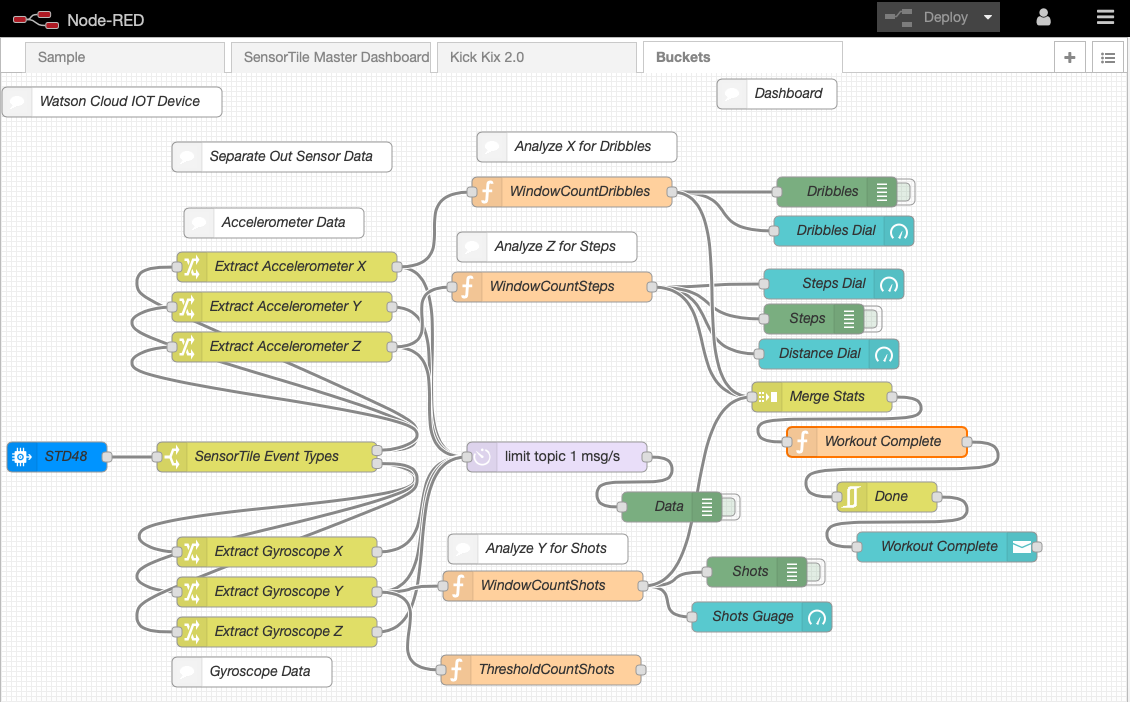 Node-RED
Deploy
Sample
SensorTile Master Dashboard
Kick Kix 2.0
Buckets
Watson Cloud IOT Device
Dashboard
Separate Out Sensor Data
Analyze X for Dribbles
WindowCountDribbles
Dribbles
Accelerometer Data
Dribbles Dial
Analyze Z for Steps
Extract Accelerometer X
WindowCountSteps
Steps Dial
Extract Accelerometer Y
Steps
Extract Accelerometer Z
Distance Dial
Merge Stats
Workout Complete
STD48
SensorTile Event Types
limit topic 1 msg/s
Done
Data
Workout Complete
Extract Gyroscope X
Analyze Y for Shots
Shots
Extract Gyroscope Y
WindowCountShots
Shots Guage
Extract Gyroscope Z
Gyroscope Data
ThresholdCountShots